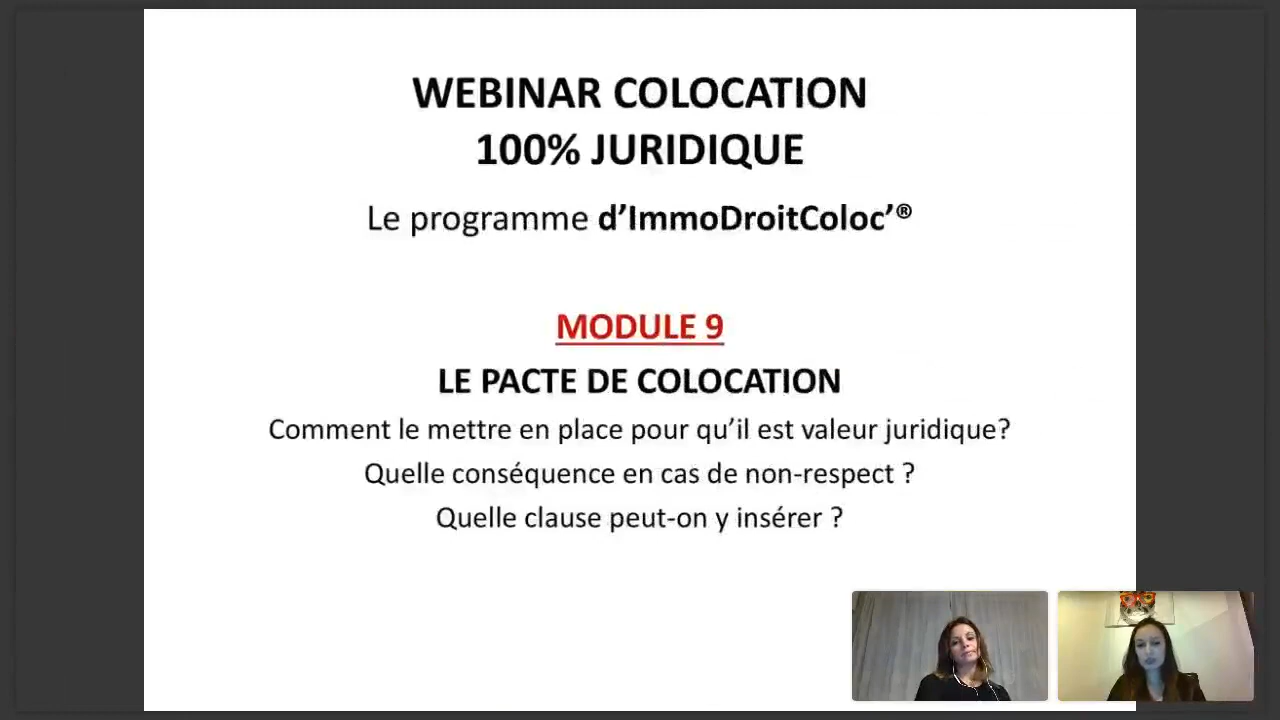 WEBINAR COLOCATION
100% JURIDIQUE
Le programme d’ImmoDroitColoc’®
MODULE 9
LE PACTE DE COLOCATION
Comment le mettre en place pour qu’il est valeur juridique?
Quelle conséquence en cas de non-respect ?
Quelle clause peut-on y insérer ?